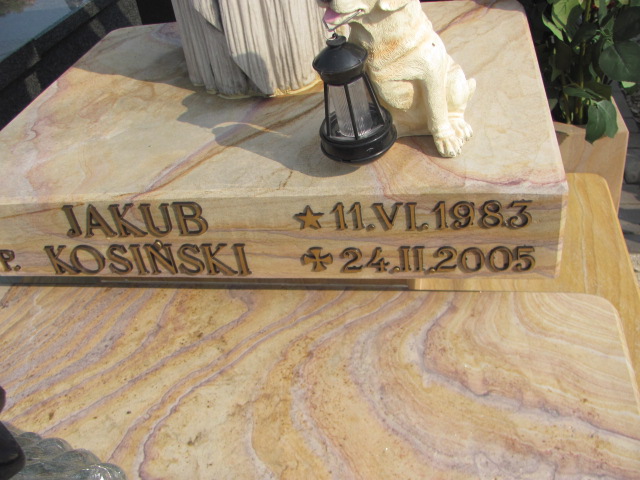 JAKUB ★ 11.VI.1983
P. KOSIŃSKI ✠ 24.II.2005